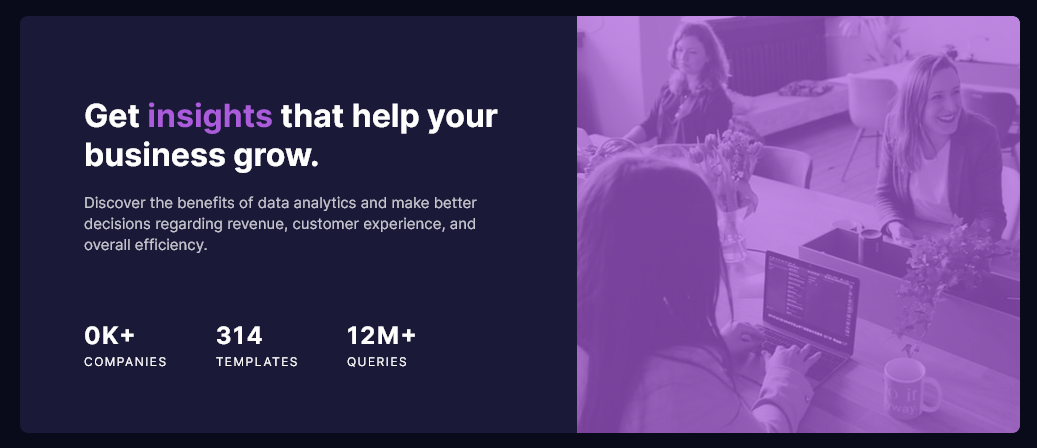 Get insights that help your
business grow.
Discover the benefits of data analytics and make better
decisions regarding revenue, customer experience, and
overall efficiency.
0K+
COMPANIES
314
TEMPLATES
12M+
QUERIES